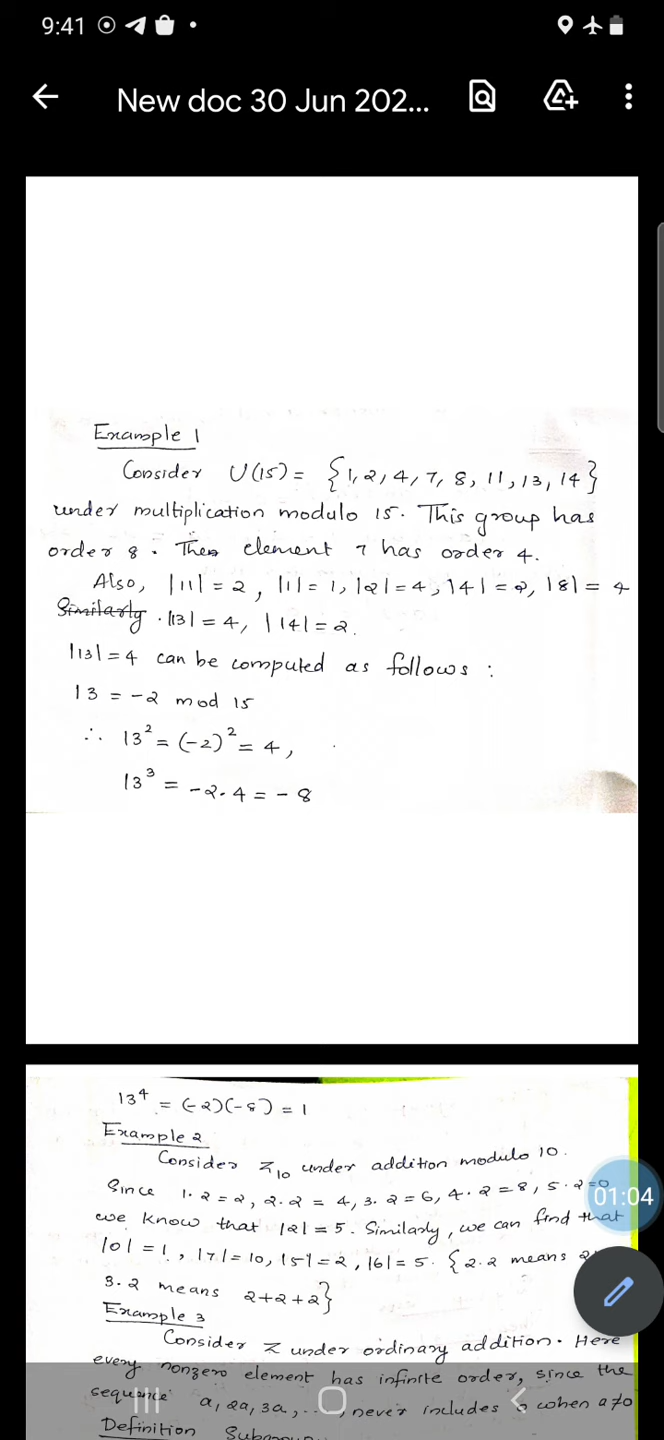 9:41
New doc 30 Jun 202...
Example 1
Consider U(15) = {1, 2, 4, 7, 8, 11, 13, 14}
under multiplication modulo 15. This group has
order 8. The element 7 has order 4.
Also, |11| = 2, |1| = 1, |2| = 4, |4| = 2, |8| = 4
Similarly. |13| = 4, |14| = 2.
|13| = 4 can be computed as follows:
13 = -2 mod 15
∴ 13² = (-2)² = 4,
13³ = -2.4 = -8
13⁴ = (-2)(-8) = 1
Example 2
Consider Z₁₀ under addition modulo 10.
Since 1.2 = 2, 2.2 = 4, 3.2 = 6, 4.2 = 8, 5.2 = 0
01:04
we know that |2| = 5. Similarly, we can find that
|0| = 1, |7| = 10, |5| = 2, |6| = 5. {2.2 means
3.2 means 2+2+2}
Example 3
Consider Z under ordinary addition. Here
every nonzero element has infinite order, since the
sequence a, 2a, 3a, ..., never includes when a≠0
Definition